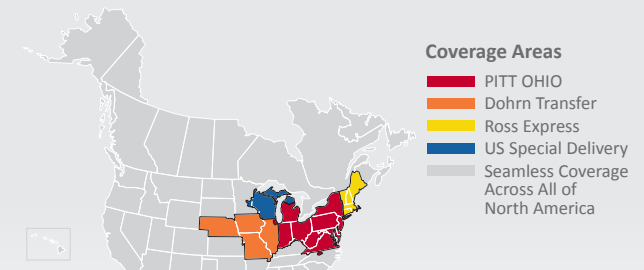 Coverage Areas
PITT OHIO
Dohrn Transfer
Ross Express
US Special Delivery
Seamless Coverage
Across All of
North America